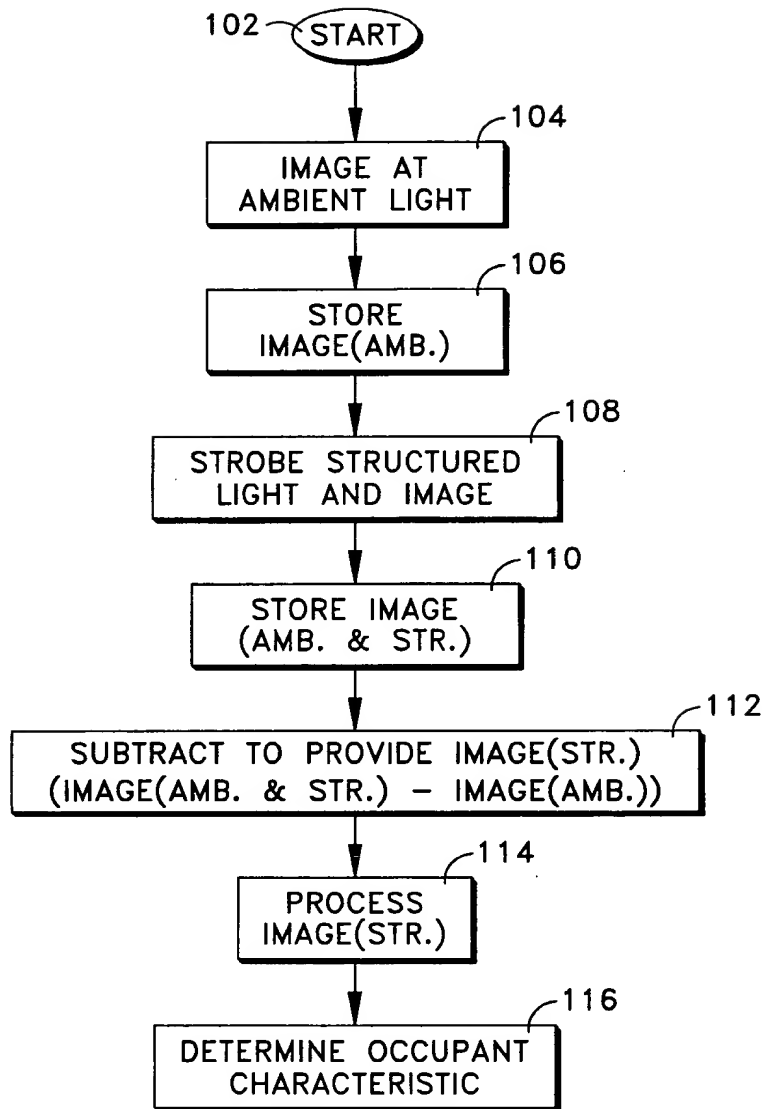 102
START
104
IMAGE AT
AMBIENT LIGHT
106
STORE
IMAGE(AMB.)
108
STROBE STRUCTURED
LIGHT AND IMAGE
110
STORE IMAGE
(AMB. & STR.)
112
SUBTRACT TO PROVIDE IMAGE(STR.)
(IMAGE(AMB. & STR.) – IMAGE(AMB.))
114
PROCESS
IMAGE(STR.)
116
DETERMINE OCCUPANT
CHARACTERISTIC